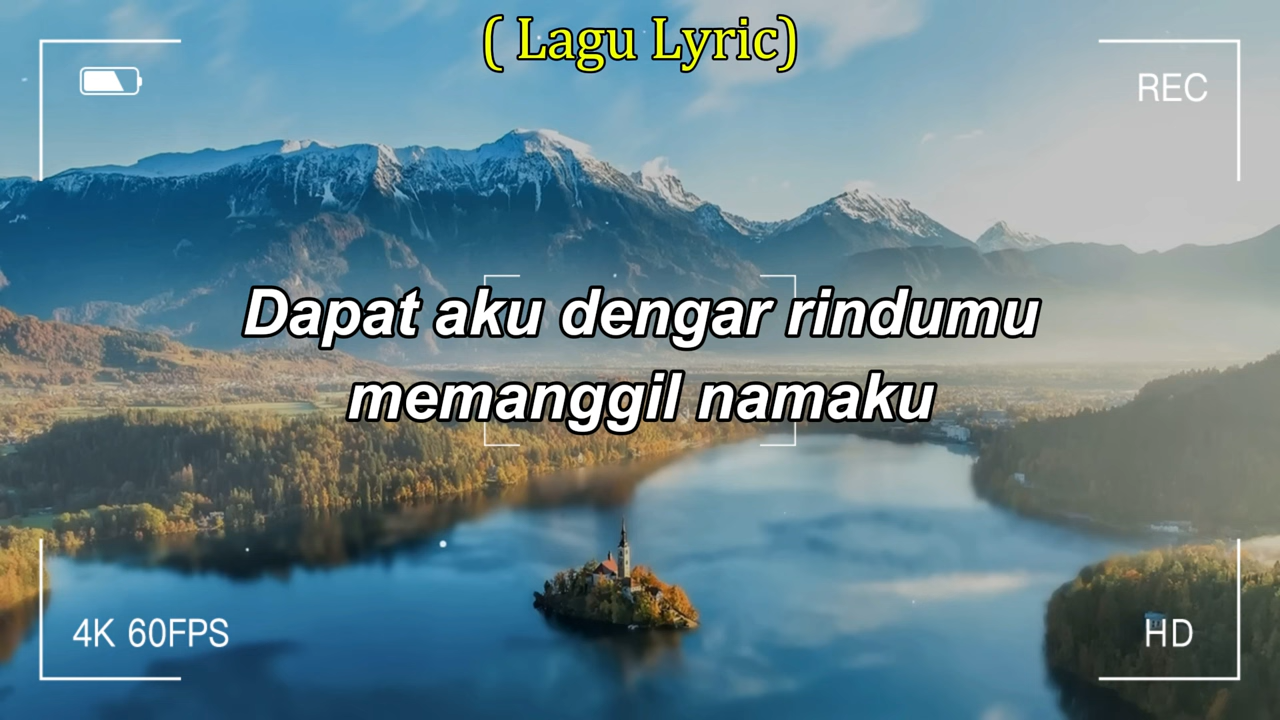 ( Lagu Lyric)
REC
Dapat aku dengar rindumu
memanggil namaku
4K 60FPS
HD